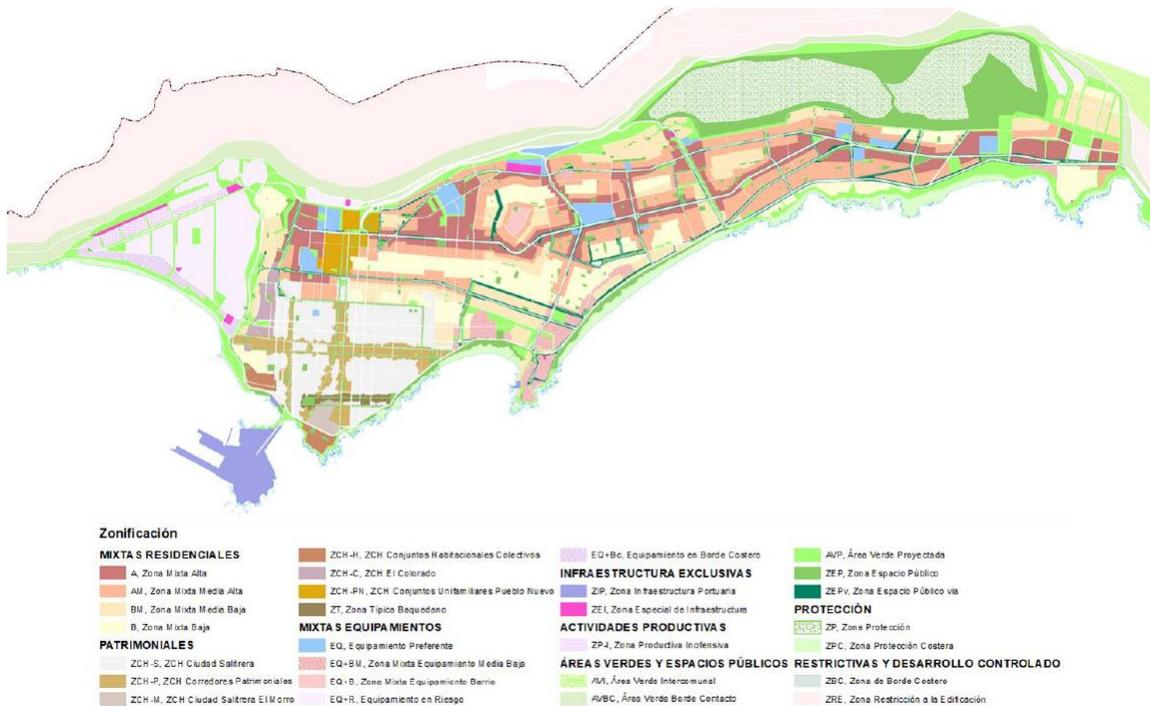 Zonificación
MIXTAS RESIDENCIALES
A, Zona Mixta Alta
AM, Zona Mixta Media Alta
BM, Zona Mixta Media Baja
B, Zona Mixta Baja
PATRIMONIALES
ZCH-S, ZCH Ciudad Salitrera
ZCH-P, ZCH Corredores Patrimoniales
ZCH-M, ZCH Ciudad Salitrera El Morro
ZCH-H, ZCH Conjuntos Habitacionales Colectivos
ZCH-C, ZCH El Colorado
ZCH-PN, ZCH Conjuntos Unifamiliares Pueblo Nuevo
ZT, Zona Típica Baquedano
MIXTAS EQUIPAMIENTOS
EQ, Equipamiento Preferente
EQ+BM, Zona Mixta Equipamiento Media Baja
EQ+B, Zona Mixta Equipamiento Barrio
EQ+R, Equipamiento en Riesgo
EQ+Bc, Equipamiento en Borde Costero
INFRAESTRUCTURA EXCLUSIVAS
ZIP, Zona Infraestructura Portuaria
ZEI, Zona Especial de Infraestructura
ACTIVIDADES PRODUCTIVAS
ZP4, Zona Productiva Inofensiva
ÁREAS VERDES Y ESPACIOS PÚBLICOS
AVI, Área Verde Intercomunal
AVBC, Área Verde Borde Contacto
AVP, Área Verde Proyectada
ZEP, Zona Espacio Público
ZEPv, Zona Espacio Público vía
PROTECCIÓN
ZP, Zona Protección
ZPC, Zona Protección Costera
RESTRICTIVAS Y DESARROLLO CONTROLADO
ZBC, Zona de Borde Costero
ZRE, Zona Restricción a la Edificación